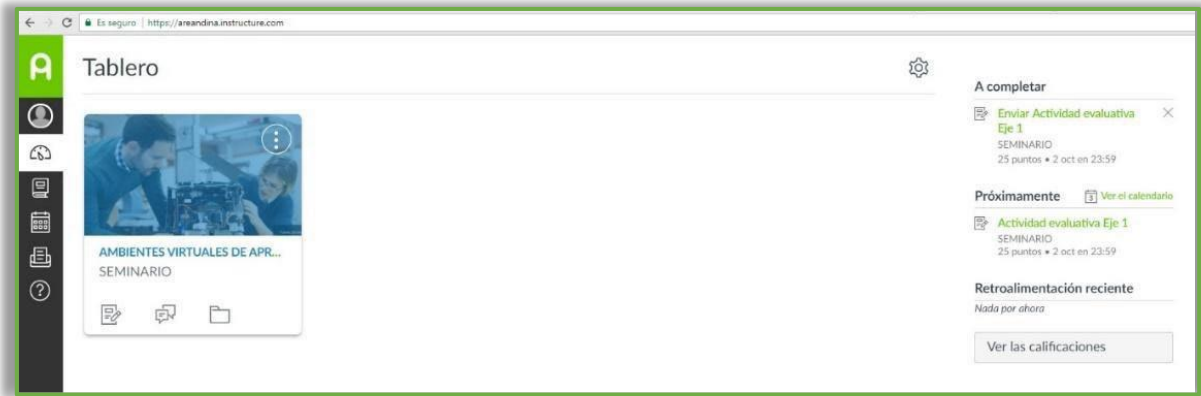 Es seguro | https://areandina.instructure.com
A
Tablero
AMBIENTES VIRTUALES DE APR...
SEMINARIO
A completar
Enviar Actividad evaluativa
Eje 1
SEMINARIO
25 puntos • 2 oct en 23:59
Próximamente
3 Ver el calendario
Actividad evaluativa Eje 1
SEMINARIO
25 puntos • 2 oct en 23:59
Retroalimentación reciente
Nada por ahora
Ver las calificaciones